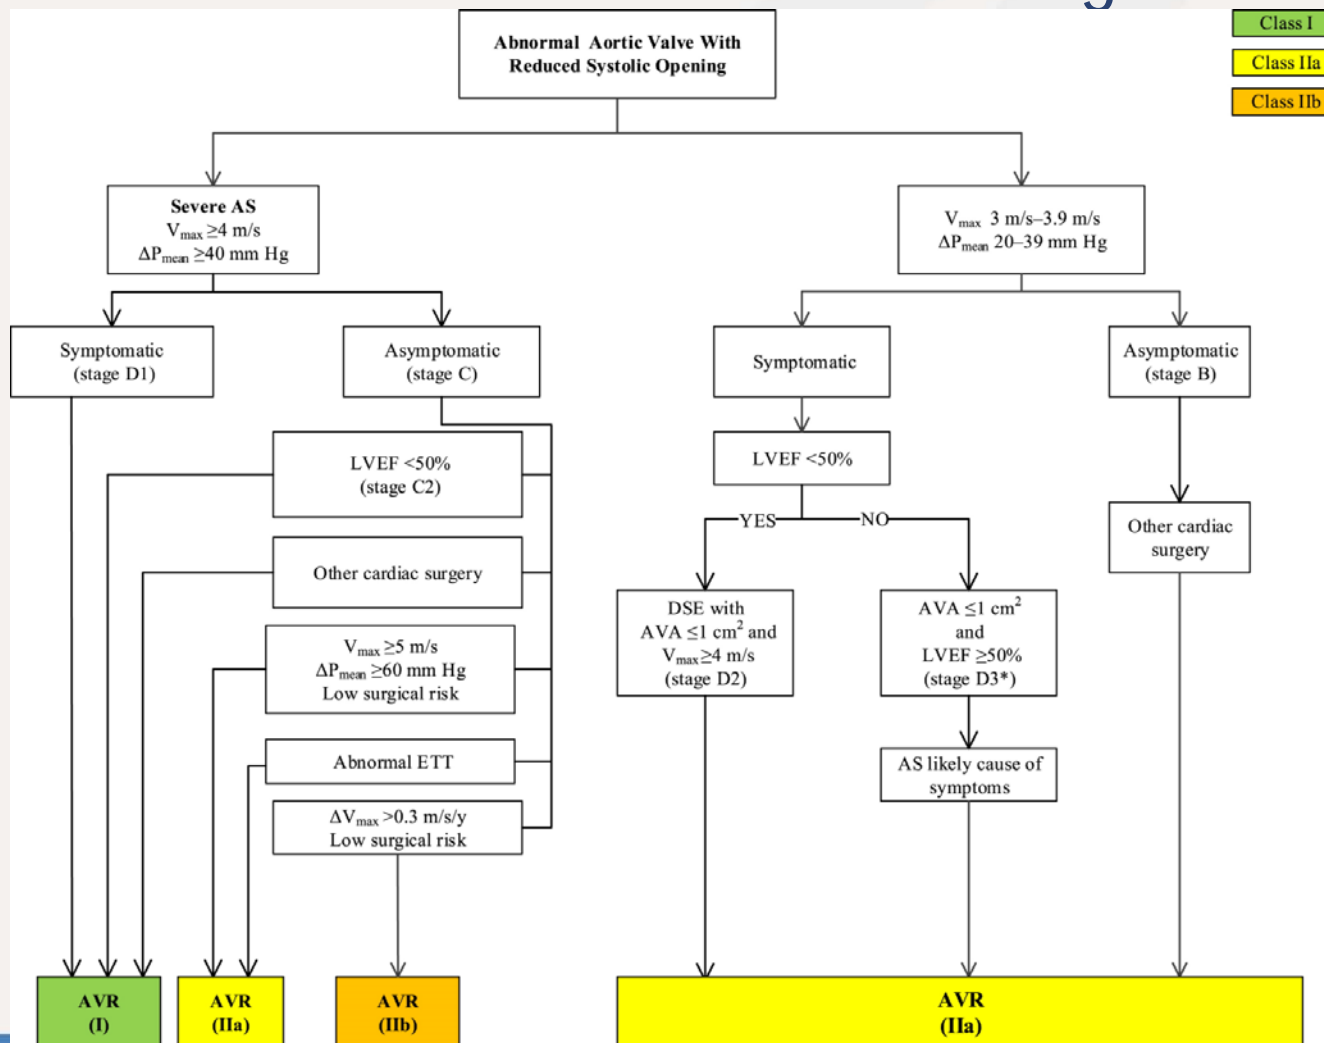 Abnormal Aortic Valve With
Reduced Systolic Opening
Class I
Class IIa
Class IIb
Severe AS
Vmax ≥4 m/s
ΔPmean ≥40 mm Hg
Vmax 3 m/s–3.9 m/s
ΔPmean 20–39 mm Hg
Symptomatic
(stage D1)
Asymptomatic
(stage C)
Symptomatic
Asymptomatic
(stage B)
LVEF <50%
(stage C2)
LVEF <50%
Other cardiac surgery
YES
NO
Other cardiac
surgery
Vmax ≥5 m/s
ΔPmean ≥60 mm Hg
Low surgical risk
DSE with
AVA ≤1 cm²and
Vmax≥4 m/s
(stage D2)
AVA ≤1 cm²
and
LVEF ≥50%
(stage D3*)
Abnormal ETT
AS likely cause of
symptoms
ΔVmax >0.3 m/s/y
Low surgical risk
AVR
(I)
AVR
(IIa)
AVR
(IIb)
AVR
(IIa)